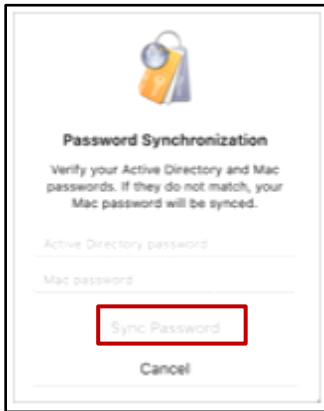 Password Synchronization
Verify your Active Directory and Mac
passwords. If they do not match, your
Mac password will be synced.
Active Directory password
Mac password
Sync Password
Cancel